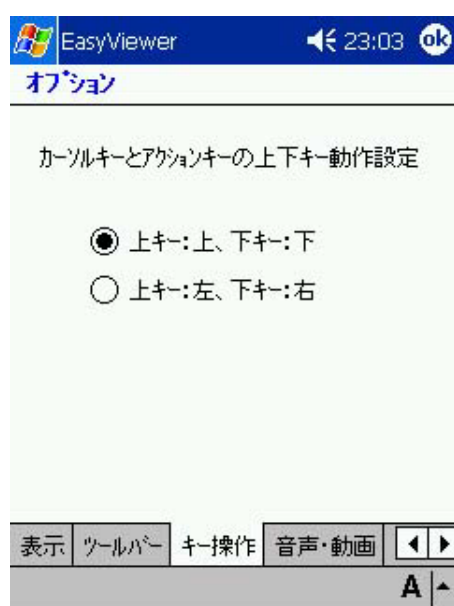 EasyViewer 23:03 ok
オプション
カーソルキーとアクションキーの上下キー動作設定
上キー:上、下キー:下
上キー:左、下キー:右
表示 ツールバー キー操作 音声・動画
A